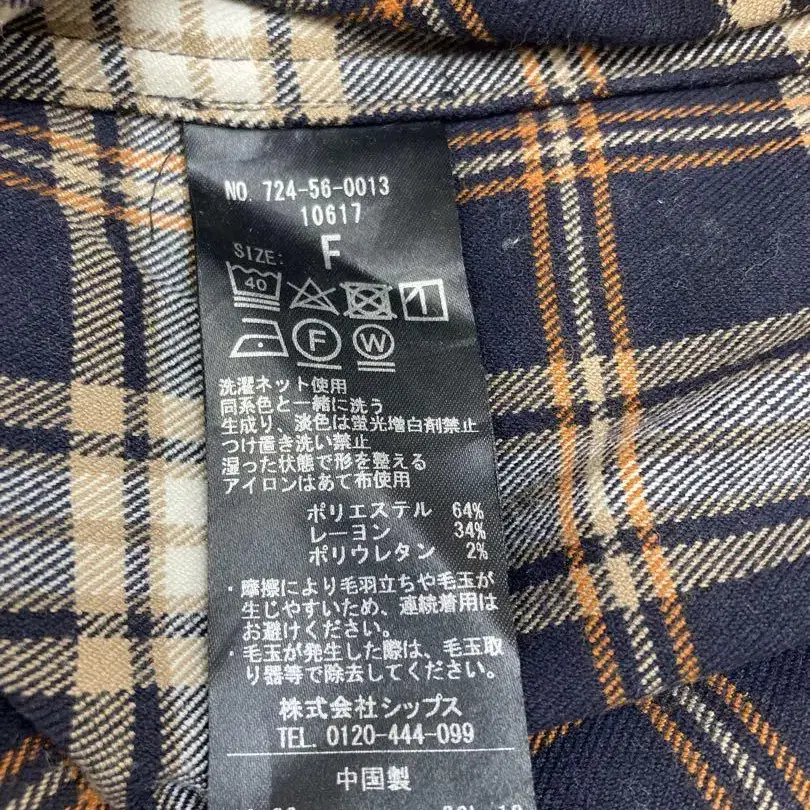 NO. 724-56-0013
10617
SIZE: F
40
F W
洗濯ネット使用
同系色と一緒に洗う
生成り、淡色は蛍光増白剤禁止
つけ置き洗い禁止
湿った状態で形を整える
アイロンはあて布使用
ポリエステル 64%
レーヨン 34%
ポリウレタン 2%
・摩擦により毛羽立ちや毛玉が
生じやすいため、連続着用は
お避けください。
・毛玉が発生した際は、毛玉取
り器等で除去してください。
株式会社シップス
TEL. 0120-444-099
中国製